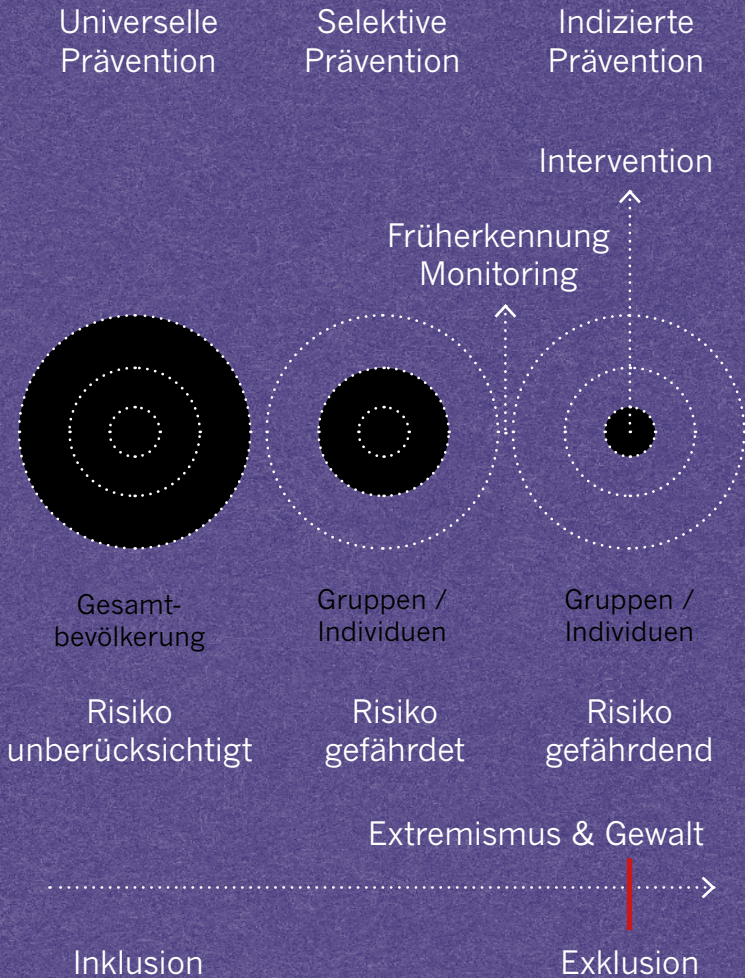 Universelle
Prävention
Selektive
Prävention
Indizierte
Prävention
Intervention
Früherkennung
Monitoring
Gesamt-
bevölkerung
Gruppen /
Individuen
Gruppen /
Individuen
Risiko
unberücksichtigt
Risiko
gefährdet
Risiko
gefährdend
Extremismus & Gewalt
Inklusion
Exklusion